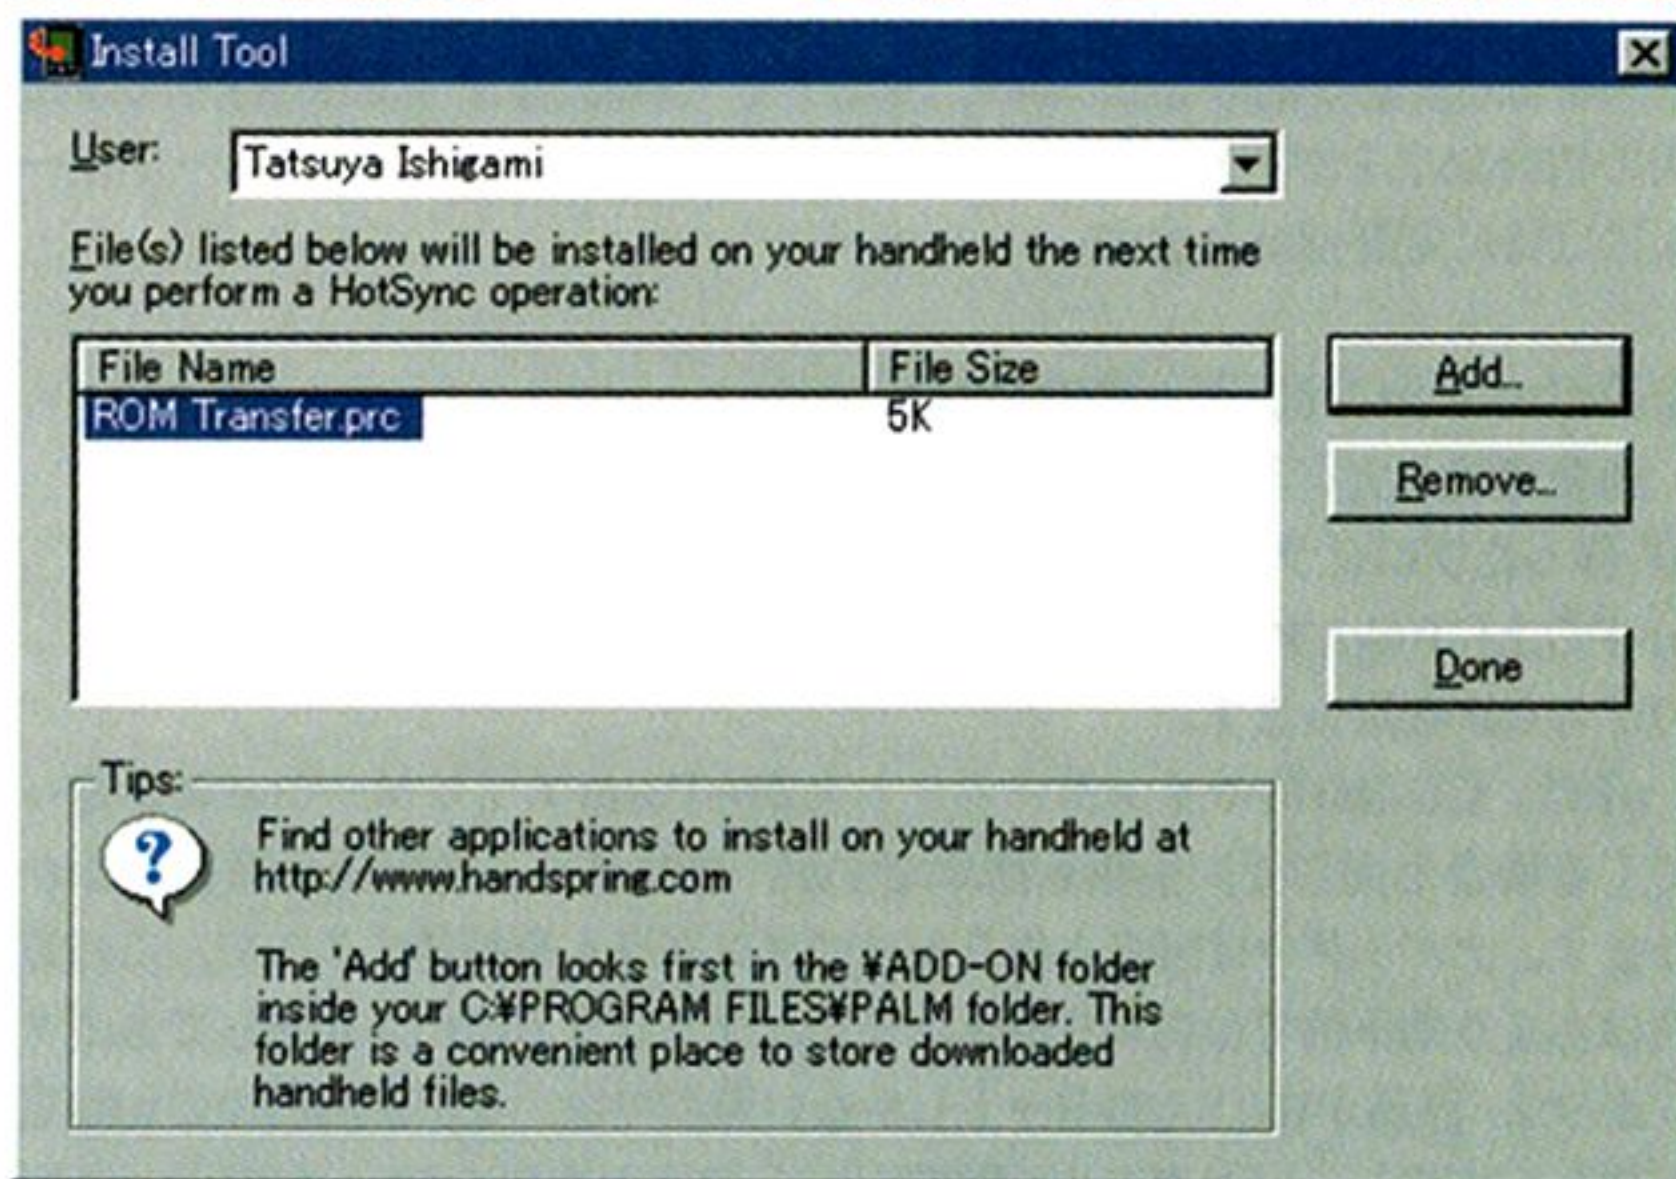 Install Tool
User:
Tatsuya Ishigami
File(s) listed below will be installed on your handheld the next time
you perform a HotSync operation:
File Name File Size
ROM Transfer.prc 5K
Add...
Remove...
Done
Tips:
Find other applications to install on your handheld at
http://www.handspring.com
The 'Add' button looks first in the ¥ADD-ON folder
inside your C:¥PROGRAM FILES¥PALM folder. This
folder is a convenient place to store downloaded
handheld files.